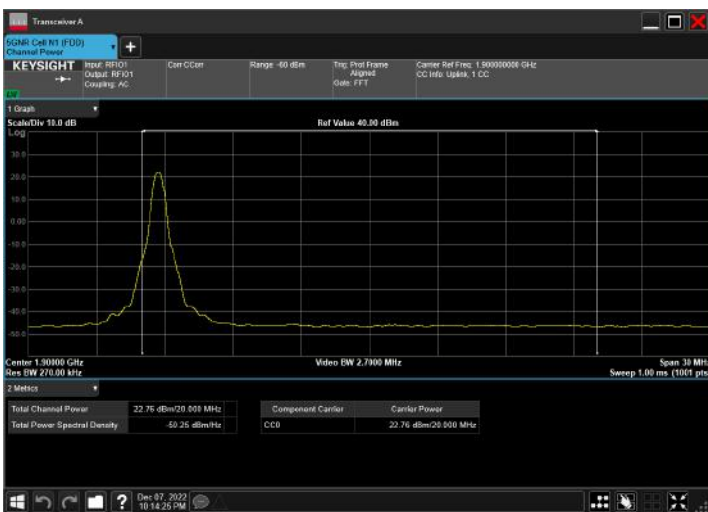 Transceiver A
5GNR Cell N1 (FDD)
Channel Power
KEYSIGHT
Input: RFIO1
Output: RFIO1
Coupling: AC
Corr CCorr
Range: -60 dBm
Trig: Prot Frame
Aligned
Gate: FFT
Carrier Ref Freq: 1.900000000 GHz
CC Info: Uplink, 1 CC
1 Graph
Scale/Div 10.0 dB
Ref Value 40.00 dBm
Log
30.0
20.0
10.0
0.00
-10.0
-20.0
-30.0
-40.0
-50.0
Center 1.90000 GHz
Video BW 2.7000 MHz
Span 30 MHz
Res BW 270.00 kHz
Sweep 1.00 ms (1001 pts
2 Metrics
Total Channel Power 22.76 dBm/20.000 MHz
Total Power Spectral Density -50.25 dBm/Hz
Component Carrier Carrier Power
CC0 22.76 dBm/20.000 MHz
Dec 07, 2022
10:14:25 PM